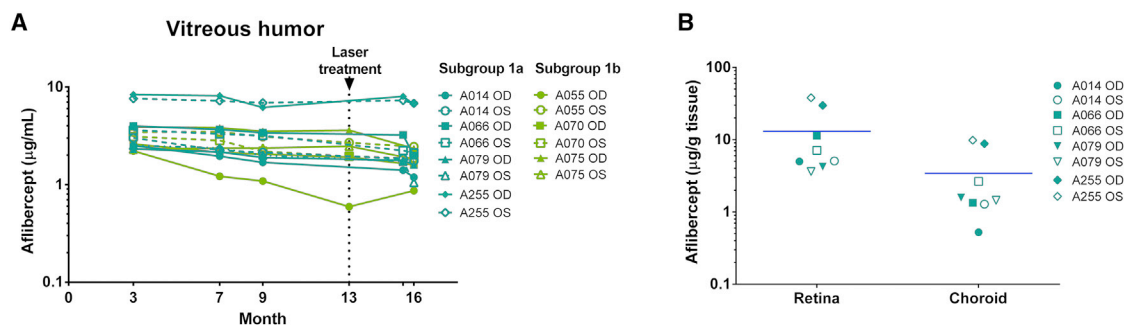 A
Vitreous humor
Laser
treatment
Aflibercept (µg/mL)
10
1
0.1
0
3
7
9
13
16
Month
Subgroup 1a
A014 OD
A014 OS
A066 OD
A066 OS
A079 OD
A079 OS
A255 OD
A255 OS
Subgroup 1b
A055 OD
A055 OS
A070 OD
A070 OS
A075 OD
A075 OS
B
Aflibercept (µg/g tissue)
100
10
1
0.1
Retina
Choroid
A014 OD
A014 OS
A066 OD
A066 OS
A079 OD
A079 OS
A255 OD
A255 OS